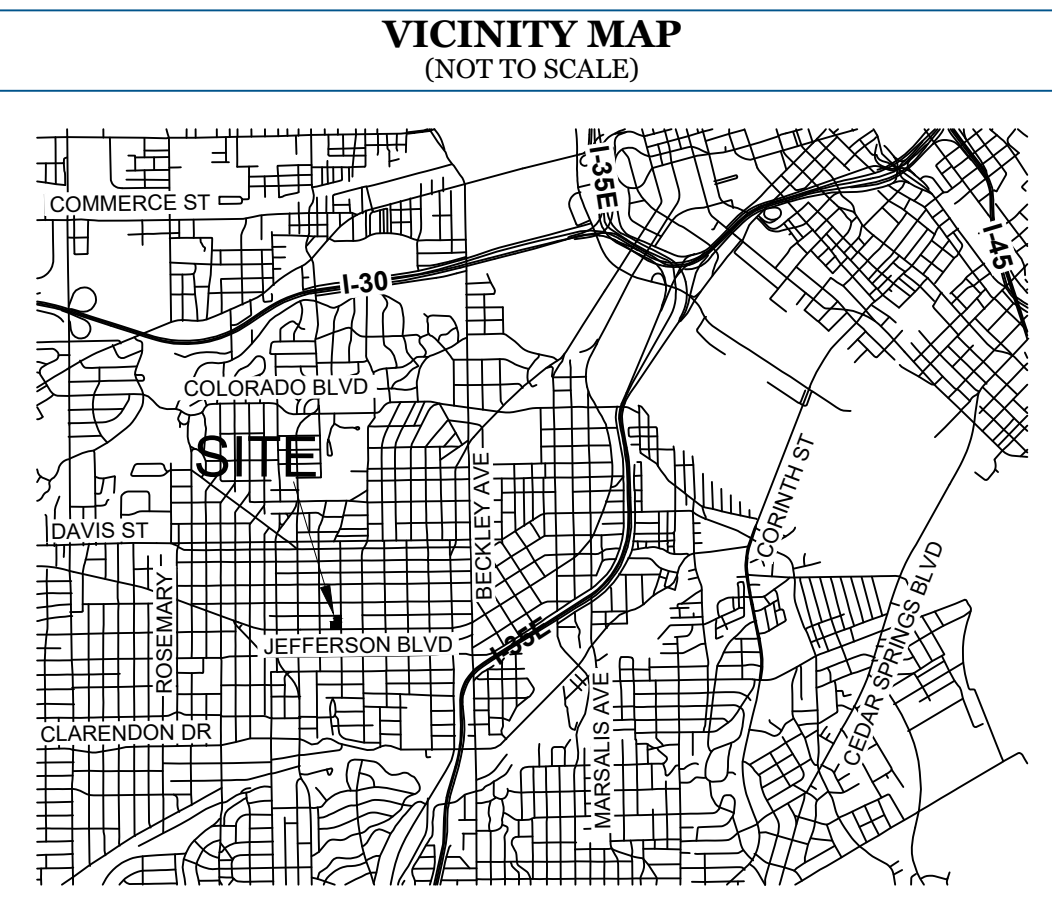 VICINITY MAP
(NOT TO SCALE)
I-35E
COMMERCE ST
I-45
I-30
COLORADO BLVD
SITE
BECKLEY AVE
CORINTH ST
DAVIS ST
ROSEMARY
CEDAR SPRINGS BLVD
JEFFERSON BLVD
I-35E
MARSALIS AVE
CLARENDON DR